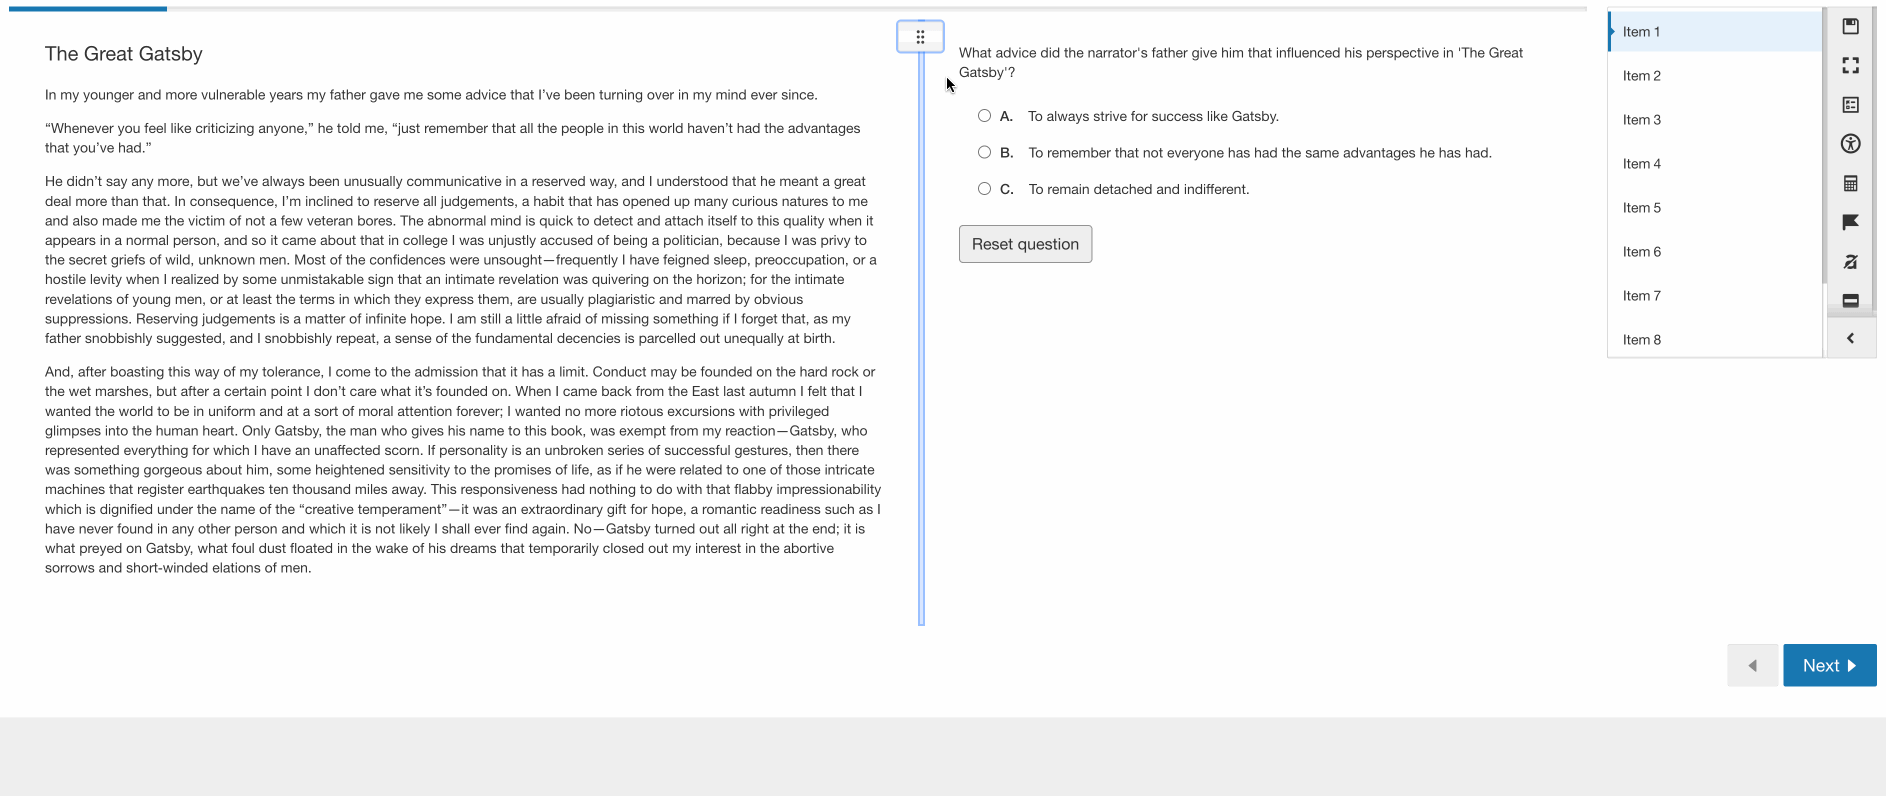 The Great Gatsby
In my younger and more vulnerable years my father gave me some advice that I’ve been turning over in my mind ever since.
“Whenever you feel like criticizing anyone,” he told me, “just remember that all the people in this world haven’t had the advantages
that you’ve had.”
He didn’t say any more, but we’ve always been unusually communicative in a reserved way, and I understood that he meant a great
deal more than that. In consequence, I’m inclined to reserve all judgements, a habit that has opened up many curious natures to me
and also made me the victim of not a few veteran bores. The abnormal mind is quick to detect and attach itself to this quality when it
appears in a normal person, and so it came about that in college I was unjustly accused of being a politician, because I was privy to
the secret griefs of wild, unknown men. Most of the confidences were unsought—frequently I have feigned sleep, preoccupation, or a
hostile levity when I realized by some unmistakable sign that an intimate revelation was quivering on the horizon; for the intimate
revelations of young men, or at least the terms in which they express them, are usually plagiaristic and marred by obvious
suppressions. Reserving judgements is a matter of infinite hope. I am still a little afraid of missing something if I forget that, as my
father snobbishly suggested, and I snobbishly repeat, a sense of the fundamental decencies is parcelled out unequally at birth.
And, after boasting this way of my tolerance, I come to the admission that it has a limit. Conduct may be founded on the hard rock or
the wet marshes, but after a certain point I don’t care what it’s founded on. When I came back from the East last autumn I felt that I
wanted the world to be in uniform and at a sort of moral attention forever; I wanted no more riotous excursions with privileged
glimpses into the human heart. Only Gatsby, the man who gives his name to this book, was exempt from my reaction—Gatsby, who
represented everything for which I have an unaffected scorn. If personality is an unbroken series of successful gestures, then there
was something gorgeous about him, some heightened sensitivity to the promises of life, as if he were related to one of those intricate
machines that register earthquakes ten thousand miles away. This responsiveness had nothing to do with that flabby impressionability
which is dignified under the name of the “creative temperament”—it was an extraordinary gift for hope, a romantic readiness such as I
have never found in any other person and which it is not likely I shall ever find again. No—Gatsby turned out all right at the end; it is
what preyed on Gatsby, what foul dust floated in the wake of his dreams that temporarily closed out my interest in the abortive
sorrows and short-winded elations of men.
What advice did the narrator's father give him that influenced his perspective in 'The Great
Gatsby'?
A. To always strive for success like Gatsby.
B. To remember that not everyone has had the same advantages he has had.
C. To remain detached and indifferent.
Reset question
Item 1
Item 2
Item 3
Item 4
Item 5
Item 6
Item 7
Item 8
Next